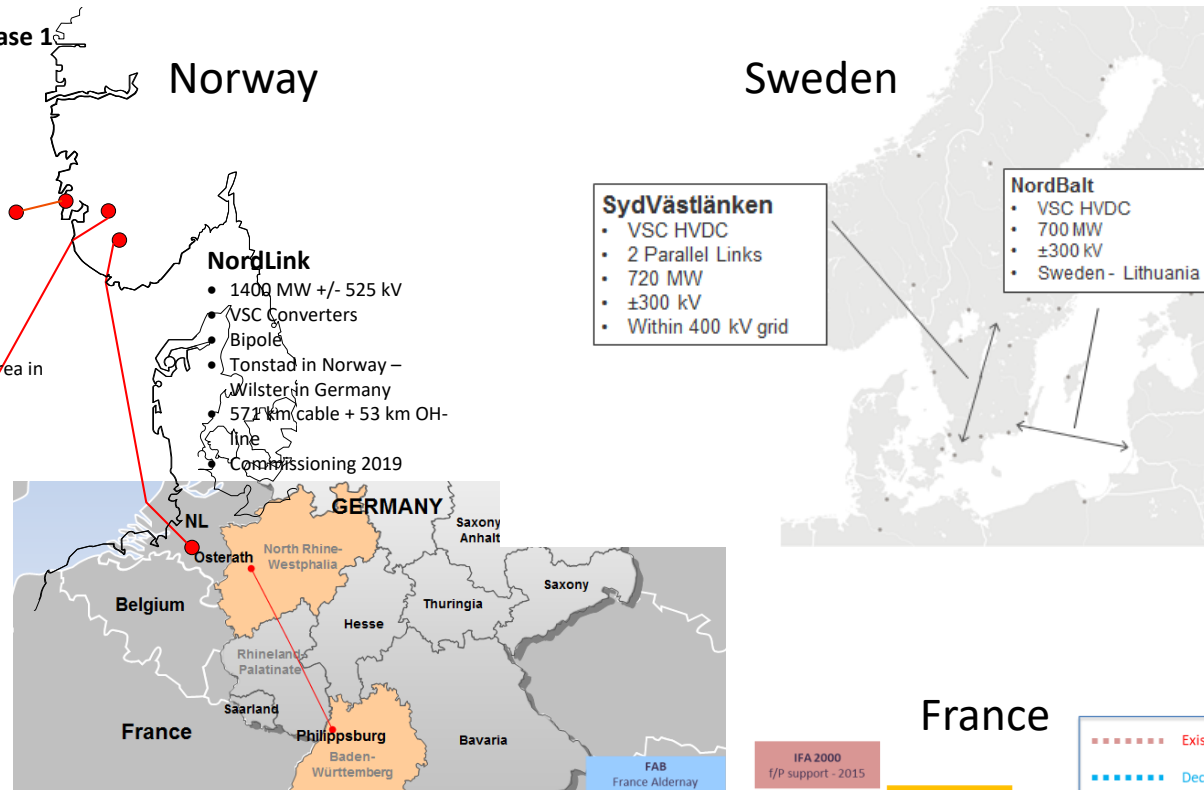 ase 1
Norway
Sweden
NordBalt
• VSC HVDC
• 700 MW
• ±300 kV
• Sweden - Lithuania
SydVästlänken
• VSC HVDC
• 2 Parallel Links
• 720 MW
• ±300 kV
• Within 400 kV grid
NordLink
• 1400 MW +/- 525 kV
• VSC Converters
• Bipole
• Tonstad in Norway –
Wilster in Germany
• 571 km cable + 53 km OH-
line
• Commissioning 2019
ea in
GERMANY
NL
Saxony
Anhalt
Osterath
North Rhine-
Westphalia
Saxony
Belgium
Thuringia
Hesse
Rhineland
Palatinate
Saarland
France
Philippsburg
Bavaria
Baden-
Württemberg
FAB
France Aldernay
France
IFA 2000
f/P support - 2015
Exis
Dec